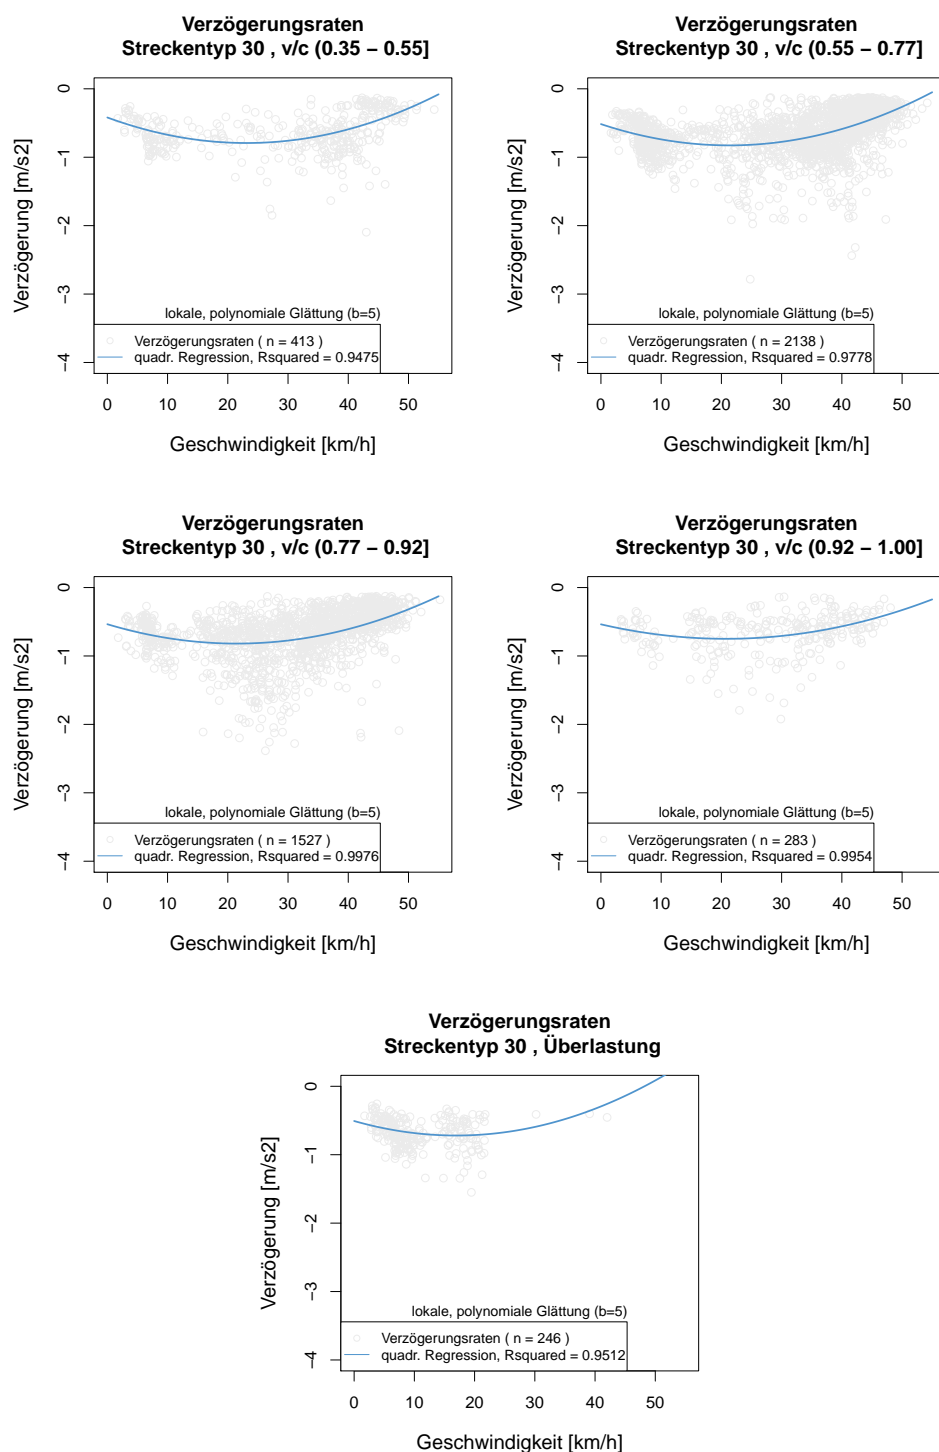 Verzögerungsraten
Streckentyp 30 , v/c (0.35 − 0.55]
0
−1
−2
−3
−4
Verzögerung [m/s2]
lokale, polynomiale Glättung (b=5)
Verzögerungsraten ( n = 413 )
quadr. Regression, Rsquared = 0.9475
0 10 20 30 40 50
Geschwindigkeit [km/h]
Verzögerungsraten
Streckentyp 30 , v/c (0.55 − 0.77]
0
−1
−2
−3
−4
Verzögerung [m/s2]
lokale, polynomiale Glättung (b=5)
Verzögerungsraten ( n = 2138 )
quadr. Regression, Rsquared = 0.9778
0 10 20 30 40 50
Geschwindigkeit [km/h]
Verzögerungsraten
Streckentyp 30 , v/c (0.77 − 0.92]
0
−1
−2
−3
−4
Verzögerung [m/s2]
lokale, polynomiale Glättung (b=5)
Verzögerungsraten ( n = 1527 )
quadr. Regression, Rsquared = 0.9976
0 10 20 30 40 50
Geschwindigkeit [km/h]
Verzögerungsraten
Streckentyp 30 , v/c (0.92 − 1.00]
0
−1
−2
−3
−4
Verzögerung [m/s2]
lokale, polynomiale Glättung (b=5)
Verzögerungsraten ( n = 283 )
quadr. Regression, Rsquared = 0.9954
0 10 20 30 40 50
Geschwindigkeit [km/h]
Verzögerungsraten
Streckentyp 30 , Überlastung
0
−1
−2
−3
−4
Verzögerung [m/s2]
lokale, polynomiale Glättung (b=5)
Verzögerungsraten ( n = 246 )
quadr. Regression, Rsquared = 0.9512
0 10 20 30 40 50
Geschwindigkeit [km/h]